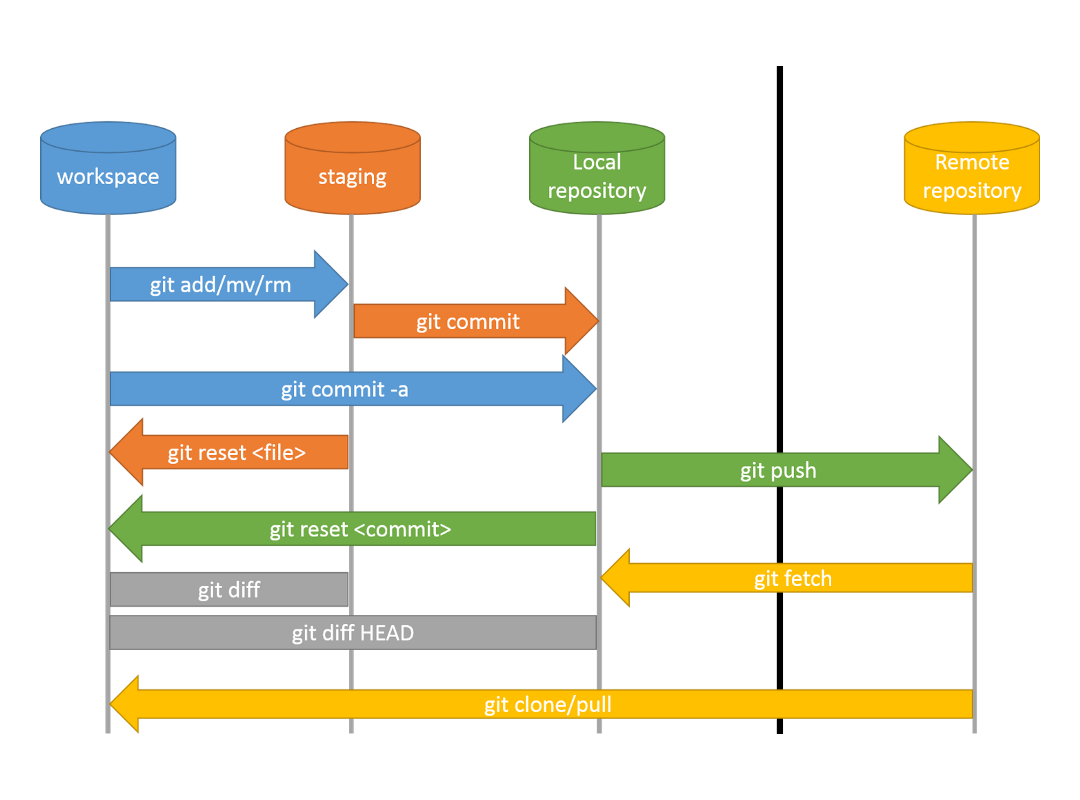 workspace
staging
Local
repository
Remote
repository
git add/mv/rm
git commit
git commit -a
git reset <file>
git push
git reset <commit>
git fetch
git diff
git diff HEAD
git clone/pull